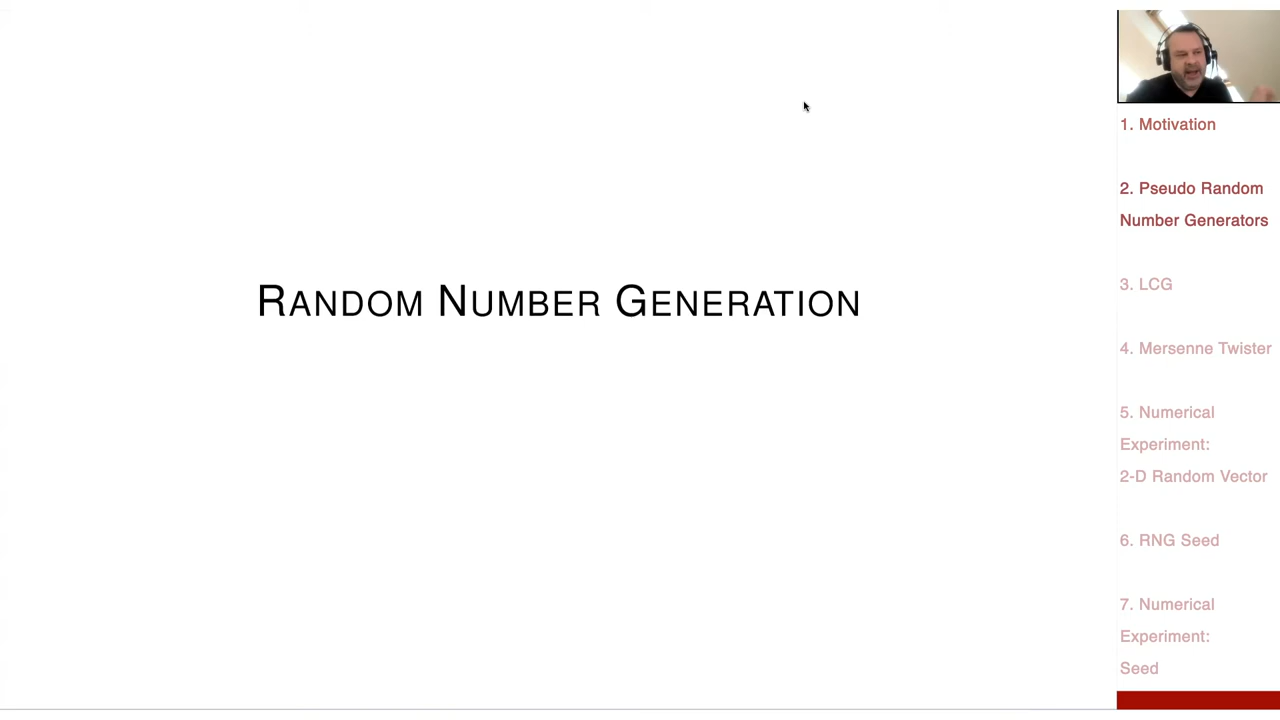 RANDOM NUMBER GENERATION
1. Motivation
2. Pseudo Random
Number Generators
3. LCG
4. Mersenne Twister
5. Numerical
Experiment:
2-D Random Vector
6. RNG Seed
7. Numerical
Experiment:
Seed